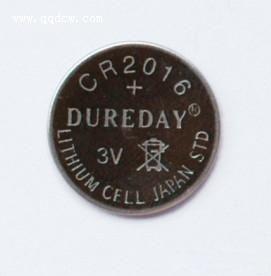 www.qqdcw.com
CR2016
+
DUREDAY®
3V
LITHIUM CELL JAPAN STD